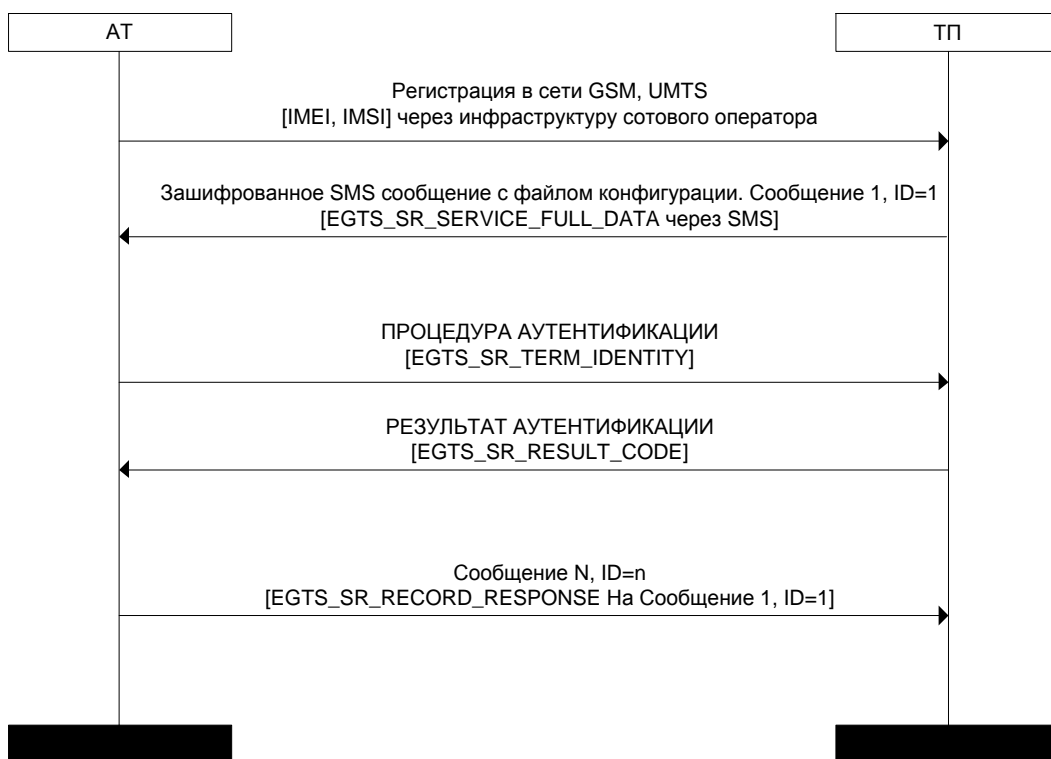 АТ
ТП
Регистрация в сети GSM, UMTS
[IMEI, IMSI] через инфраструктуру сотового оператора
Зашифрованное SMS сообщение с файлом конфигурации. Сообщение 1, ID=1
[EGTS_SR_SERVICE_FULL_DATA через SMS]
ПРОЦЕДУРА АУТЕНТИФИКАЦИИ
[EGTS_SR_TERM_IDENTITY]
РЕЗУЛЬТАТ АУТЕНТИФИКАЦИИ
[EGTS_SR_RESULT_CODE]
Сообщение N, ID=n
[EGTS_SR_RECORD_RESPONSE На Сообщение 1, ID=1]